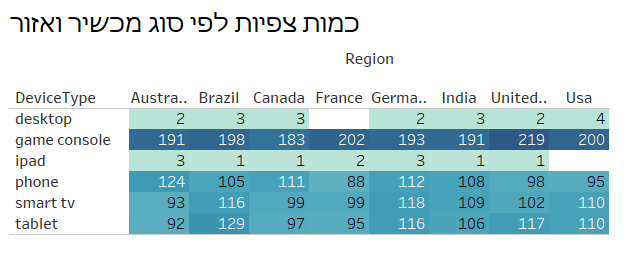 כמות צפיות לפי סוג מכשיר ואזור
Region
DeviceType Austra.. Brazil Canada France Germa.. India United.. Usa
desktop 2 3 3 2 3 2 4
game console 191 198 183 202 193 191 219 200
ipad 3 1 1 2 3 1 1
phone 124 105 111 88 112 108 98 95
smart tv 93 116 99 99 118 109 102 110
tablet 92 129 97 95 116 106 117 110